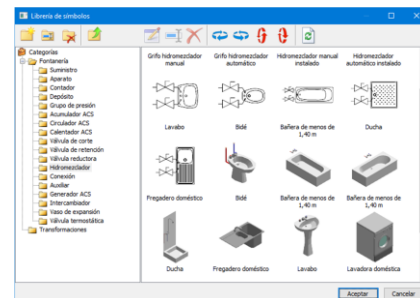 Librería de símbolos
Categorías
Fontanería
Suministro
Aparato
Contador
Depósito
Grupo de presión
Acumulador ACS
Circulador ACS
Calentador ACS
Válvula de corte
Válvula de retención
Válvula reductora
Hidromezclador
Conexión
Auxiliar
Generador ACS
Intercambiador
Vaso de expansión
Válvula termostática
Transformaciones
Grifo hidromezclador
manual
Grifo hidromezclador
automático
Hidromezclador manual
instalado
Hidromezclador
automático instalado
Lavabo
Bidé
Bañera de menos de
1,40 m
Ducha
Fregadero doméstico
Bidé
Bañera de menos de
1,40 m
Bañera de menos de
1,40 m
Ducha
Fregadero doméstico
Lavabo
Lavadora doméstica
Aceptar
Cancelar